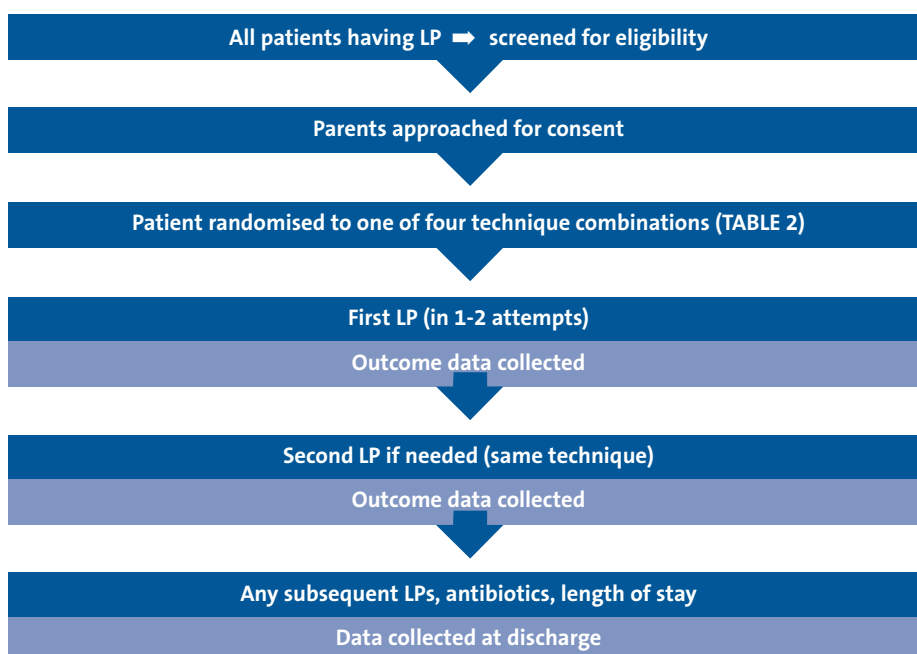 All patients having LP ➡ screened for eligibility
Parents approached for consent
Patient randomised to one of four technique combinations (TABLE 2)
First LP (in 1-2 attempts)
Outcome data collected
Second LP if needed (same technique)
Outcome data collected
Any subsequent LPs, antibiotics, length of stay
Data collected at discharge